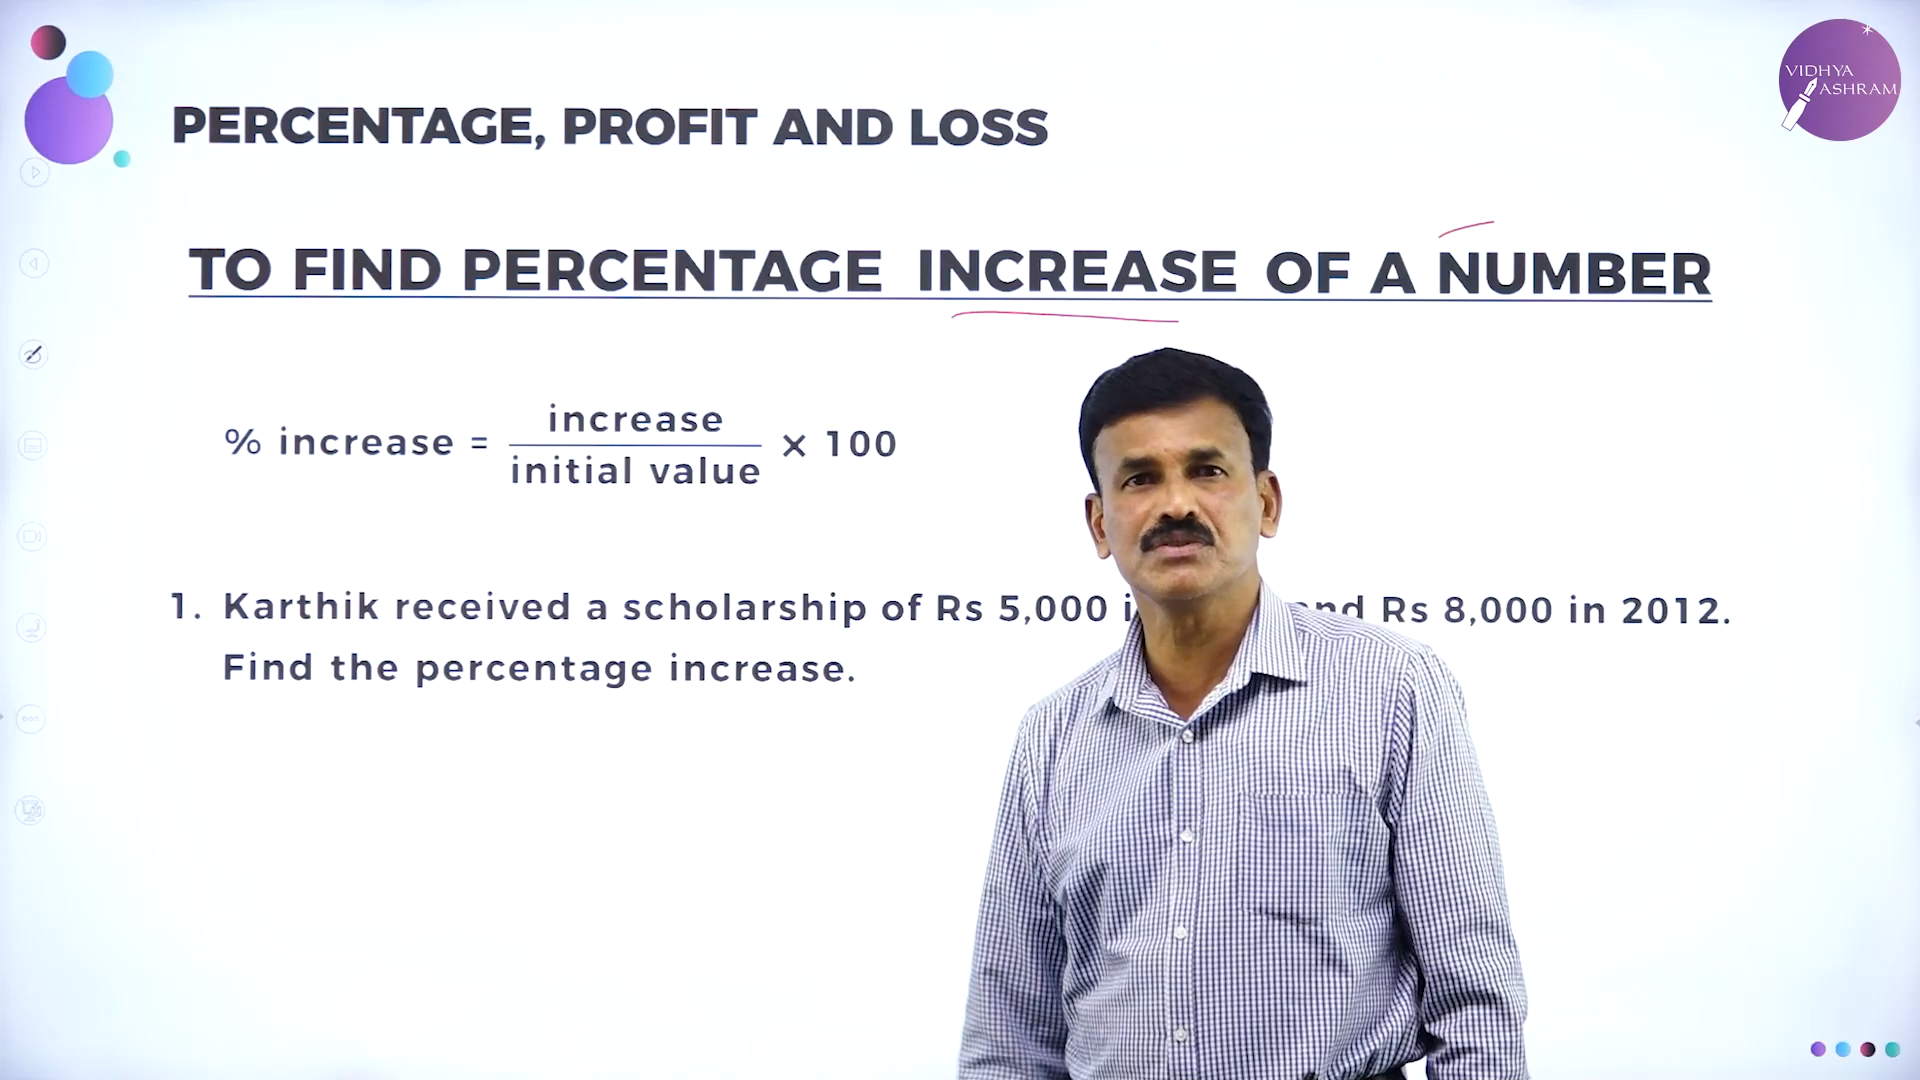 VIDHYA
ASHRAM
PERCENTAGE, PROFIT AND LOSS
TO FIND PERCENTAGE INCREASE OF A NUMBER
% increase = increase / initial value × 100
1. Karthik received a scholarship of Rs 5,000 and Rs 8,000 in 2012.
Find the percentage increase.